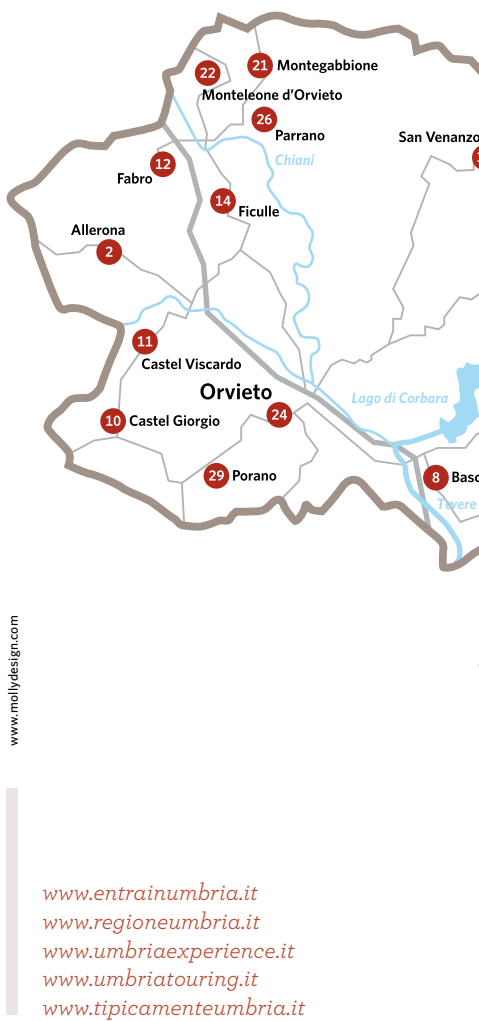 21 Montegabbione
22
Monteleone d'Orvieto
26
Parrano
San Venanzo
Chiani
12
Fabro
14
Ficulle
Allerona
2
11
Castel Viscardo
Orvieto
Lago di Corbara
24
10 Castel Giorgio
29 Porano
8 Basc
Tevere
www.mollydesign.com
www.entrainumbria.it
www.regioneumbria.it
www.umbriaexperience.it
www.umbriatouring.it
www.tipicamenteumbria.it